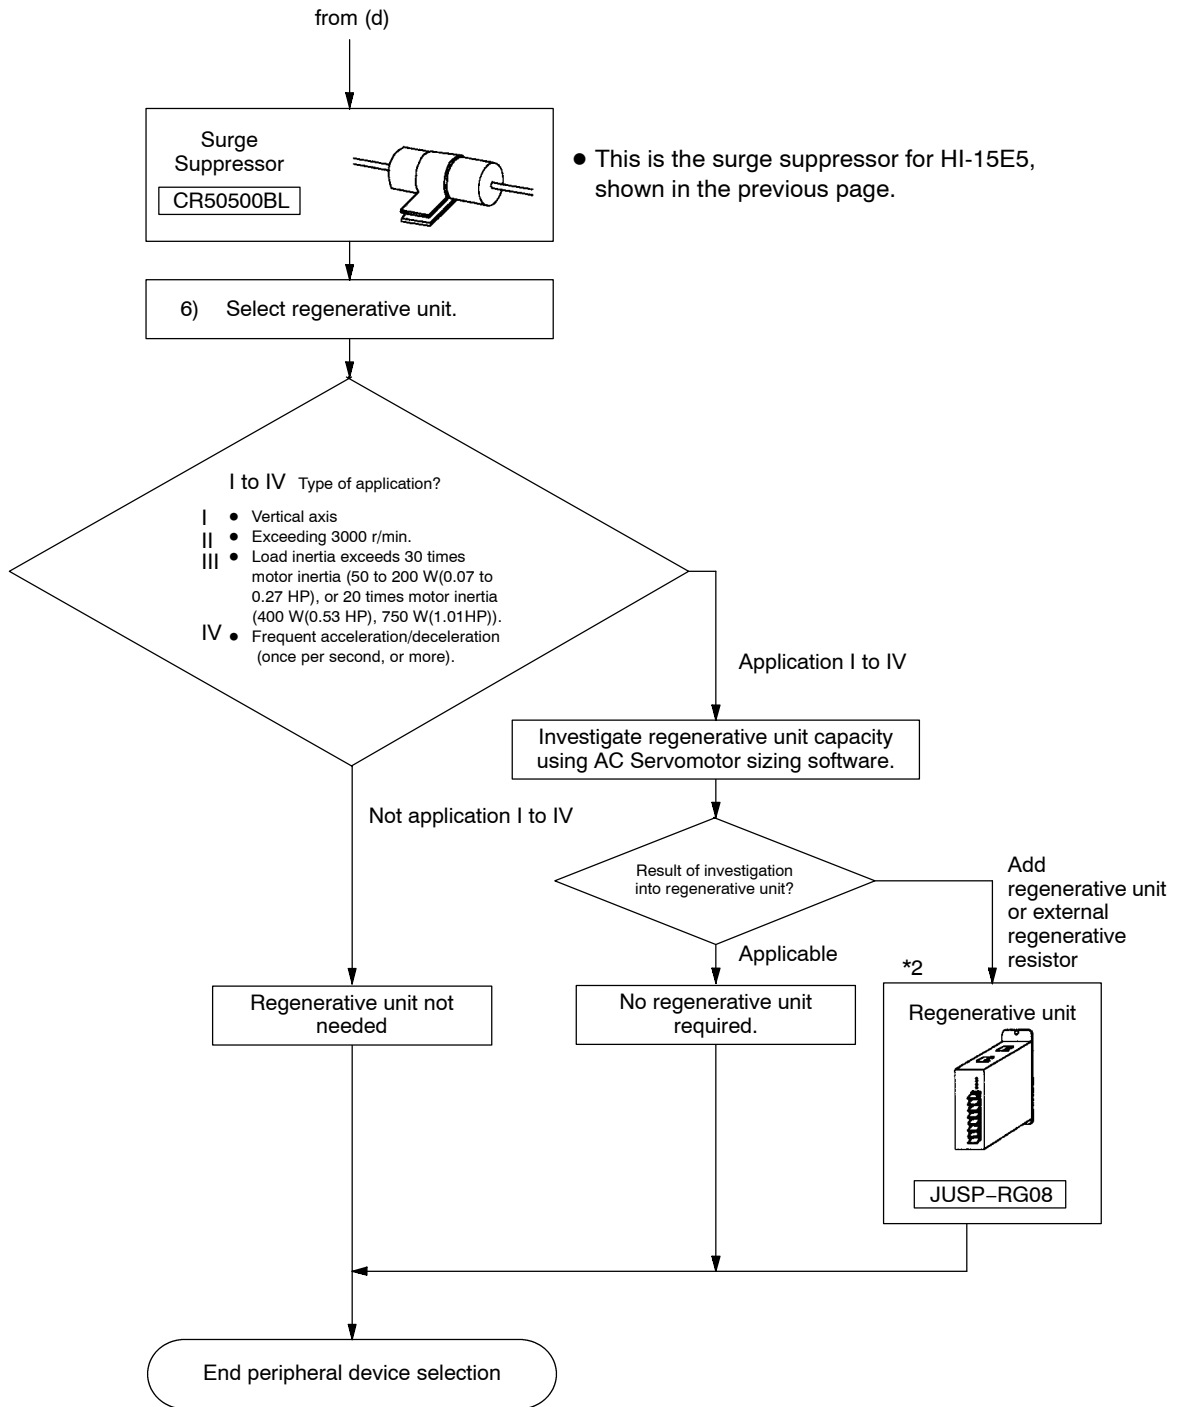 from (d)
Surge
Suppressor
CR50500BL
● This is the surge suppressor for HI-15E5,
shown in the previous page.
6) Select regenerative unit.
I to IV Type of application?
I ● Vertical axis
II ● Exceeding 3000 r/min.
III ● Load inertia exceeds 30 times
motor inertia (50 to 200 W(0.07 to
0.27 HP), or 20 times motor inertia
(400 W(0.53 HP), 750 W(1.01HP)).
IV ● Frequent acceleration/deceleration
(once per second, or more).
Application I to IV
Investigate regenerative unit capacity
using AC Servomotor sizing software.
Not application I to IV
Result of investigation
into regenerative unit?
Add
regenerative unit
or external
regenerative
resistor
Applicable
*2
Regenerative unit not
needed
No regenerative unit
required.
Regenerative unit
JUSP−RG08
End peripheral device selection